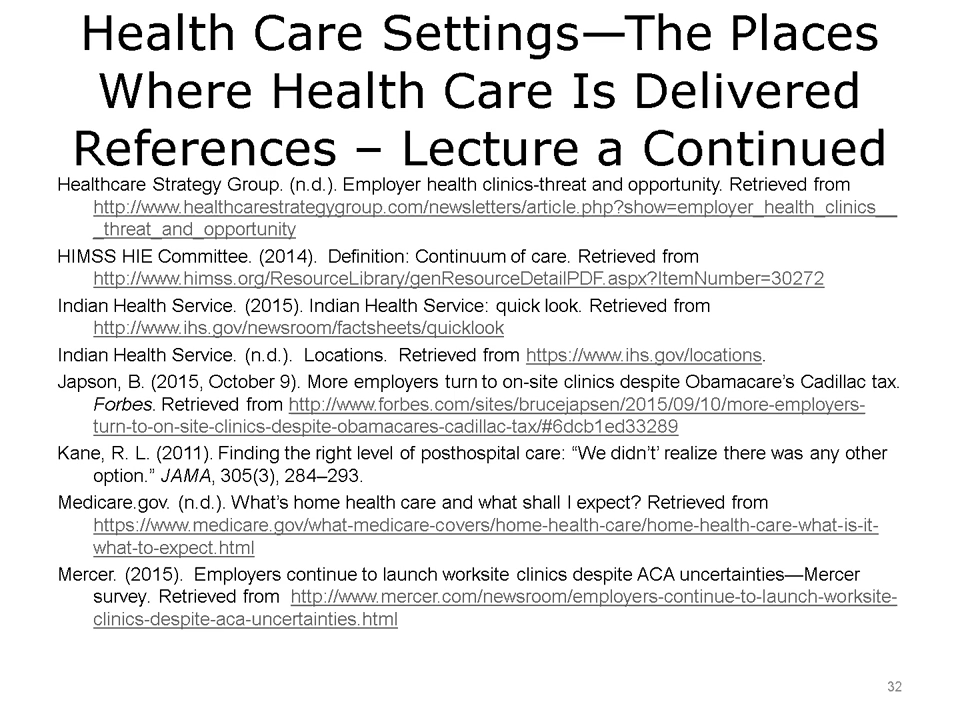 Health Care Settings—The Places
Where Health Care Is Delivered
References – Lecture a Continued
Healthcare Strategy Group. (n.d.). Employer health clinics-threat and opportunity. Retrieved from
http://www.healthcarestrategygroup.com/newsletters/article.php?show=employer_health_clinics__
_threat_and_opportunity
HIMSS HIE Committee. (2014).  Definition: Continuum of care. Retrieved from
http://www.himss.org/ResourceLibrary/genResourceDetailPDF.aspx?ItemNumber=30272
Indian Health Service. (2015). Indian Health Service: quick look. Retrieved from
http://www.ihs.gov/newsroom/factsheets/quicklook
Indian Health Service. (n.d.).  Locations.  Retrieved from https://www.ihs.gov/locations.
Japson, B. (2015, October 9). More employers turn to on-site clinics despite Obamacare’s Cadillac tax.
Forbes. Retrieved from http://www.forbes.com/sites/brucejapsen/2015/09/10/more-employers-
turn-to-on-site-clinics-despite-obamacares-cadillac-tax/#6dcb1ed33289
Kane, R. L. (2011). Finding the right level of posthospital care: “We didn’t’ realize there was any other
option.” JAMA, 305(3), 284–293.
Medicare.gov. (n.d.). What’s home health care and what shall I expect? Retrieved from
https://www.medicare.gov/what-medicare-covers/home-health-care/home-health-care-what-is-it-
what-to-expect.html
Mercer. (2015).  Employers continue to launch worksite clinics despite ACA uncertainties—Mercer
survey. Retrieved from  http://www.mercer.com/newsroom/employers-continue-to-launch-worksite-
clinics-despite-aca-uncertainties.html
32